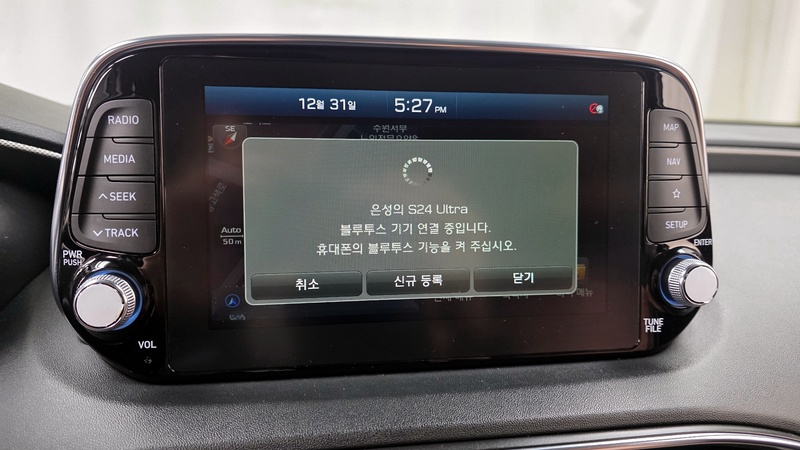 12월 31일 5:27 PM
RADIO
MEDIA
∧ SEEK
∨ TRACK
PWR
PUSH
VOL
MAP
NAV
☆
SETUP
ENTER
TUNE
FILE
SE
수원서부
Auto
50 m
은성의 S24 Ultra
블루투스 기기 연결 중입니다.
휴대폰의 블루투스 기능을 켜 주십시오.
취소 신규 등록 닫기
메뉴